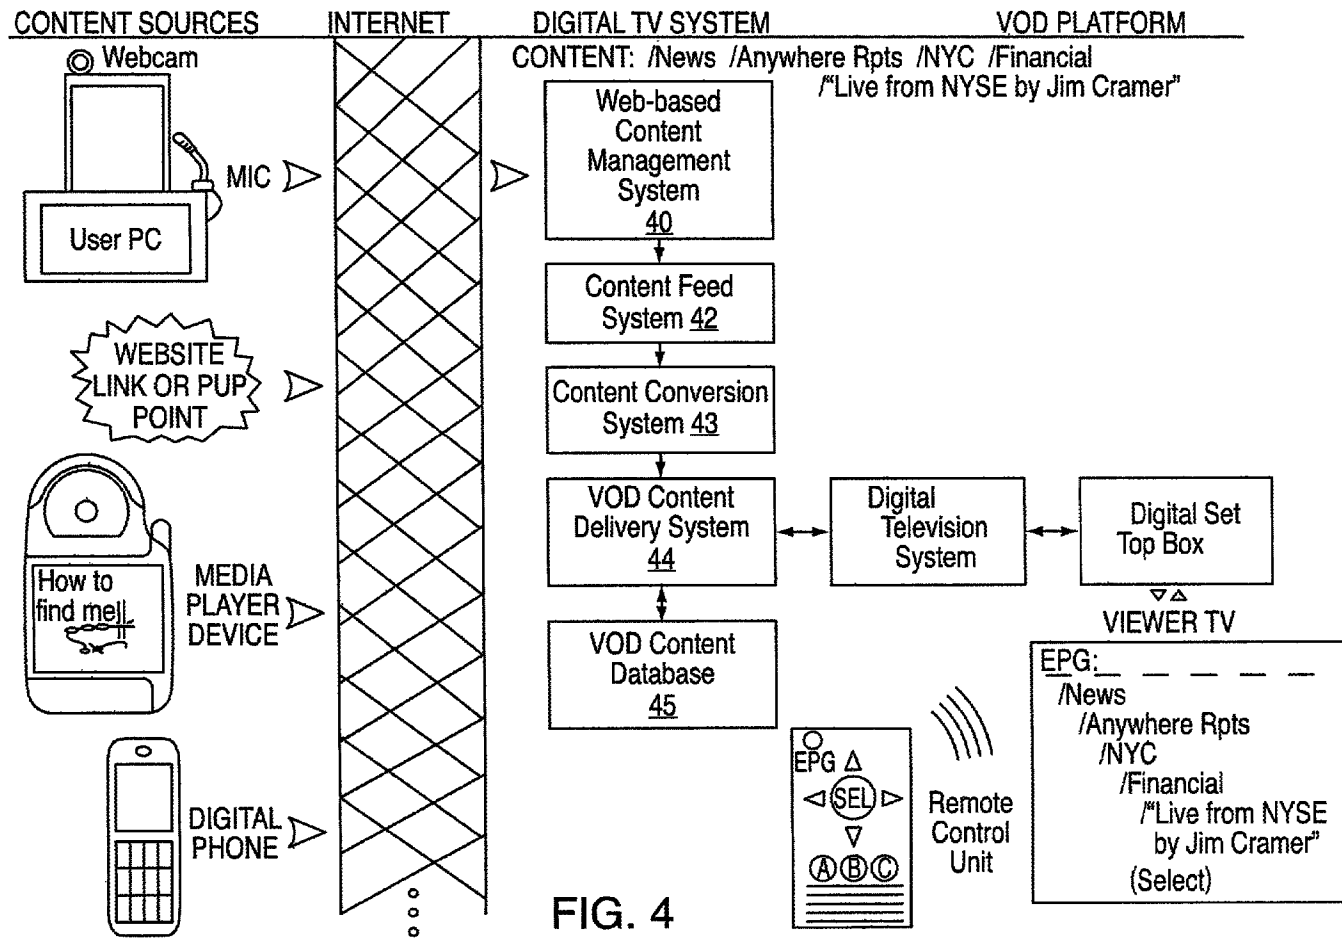 CONTENT SOURCES
INTERNET
DIGITAL TV SYSTEM
VOD PLATFORM
Webcam
CONTENT: /News /Anywhere Rpts /NYC /Financial
/"Live from NYSE by Jim Cramer"
MIC
User PC
Web-based
Content
Management
System
40
Content Feed
System 42
WEBSITE
LINK OR PUP
POINT
Content Conversion
System 43
How to
find me!!
MEDIA
PLAYER
DEVICE
VOD Content
Delivery System
44
Digital
Television
System
Digital Set
Top Box
VIEWER TV
VOD Content
Database
45
EPG:
/News
/Anywhere Rpts
/NYC
/Financial
/"Live from NYSE
by Jim Cramer"
(Select)
EPG
SEL
A B C
Remote
Control
Unit
DIGITAL
PHONE
FIG. 4